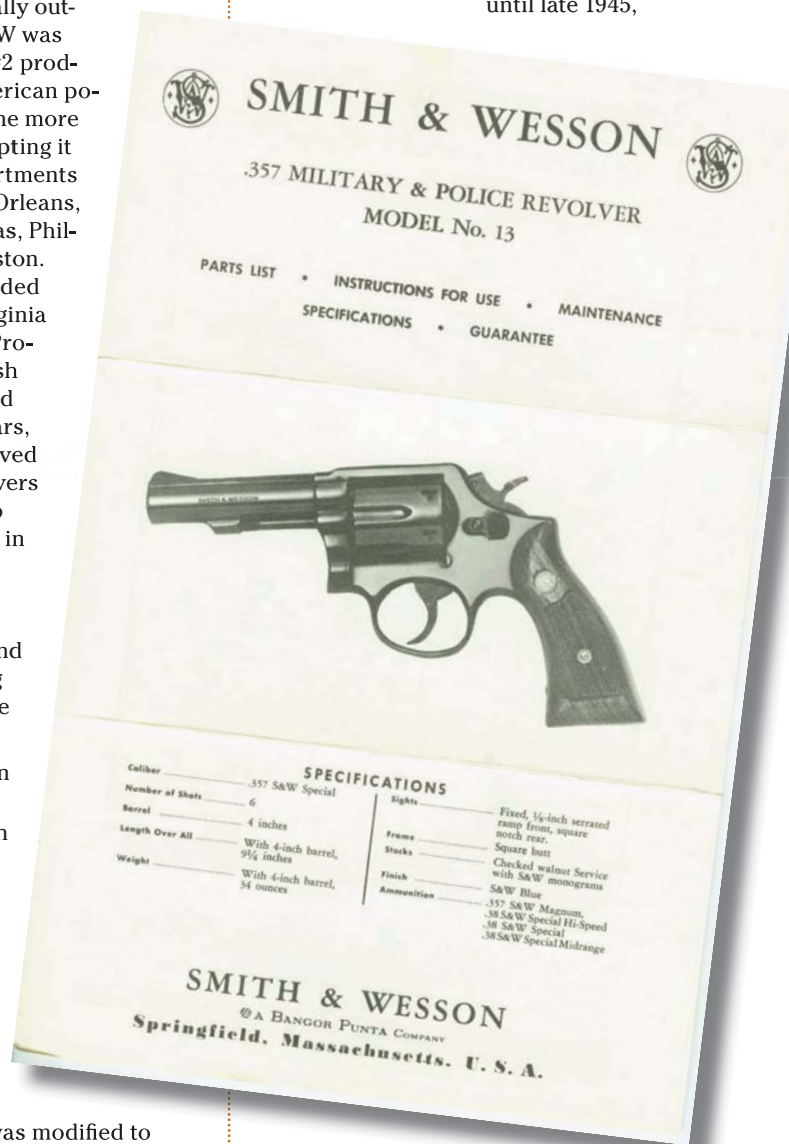 ally out-
W was
2 prod-
erican po-
ne more
pting it
rtments
Orleans,
as, Phil-
ston.
ded
ginia
Pro-
sh
d
ars,
ved
vers
o
in
nd
g
e
n
n
was modified to
until late 1945,
SMITH & WESSON
.357 MILITARY & POLICE REVOLVER
MODEL No. 13
PARTS LIST • INSTRUCTIONS FOR USE • MAINTENANCE
SPECIFICATIONS • GUARANTEE
SMITH & WESSON
SPECIFICATIONS
Caliber .357 S&W Special
Number of Shots 6
Barrel 4 inches
Length Over All With 4-inch barrel,
9¼ inches
Weight With 4-inch barrel,
34 ounces
Sights Fixed, ⅛-inch serrated
ramp front, square
notch rear.
Frame Square butt
Stocks Checked walnut Service
with S&W monograms
Finish S&W Blue
Ammunition .357 S&W Magnum,
.38 S&W Special Hi-Speed
.38 S&W Special
.38 S&W Special Midrange
SMITH & WESSON
A BANGOR PUNTA COMPANY
Springfield, Massachusetts, U. S. A.